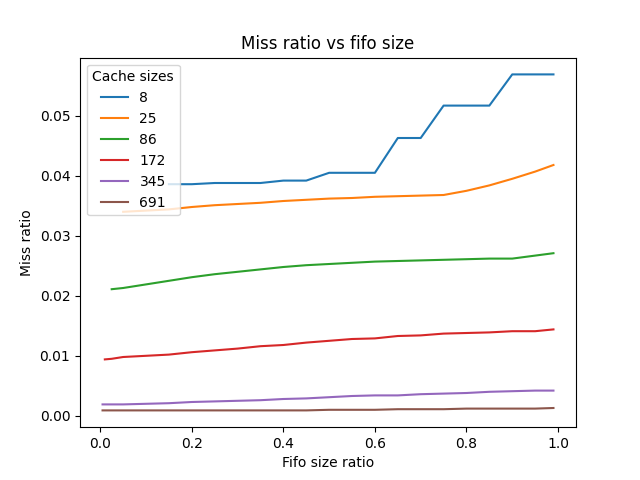 Miss ratio vs fifo size
Cache sizes
8
25
86
172
345
691
0.05
0.04
0.03
0.02
0.01
0.00
Miss ratio
0.0 0.2 0.4 0.6 0.8 1.0
Fifo size ratio